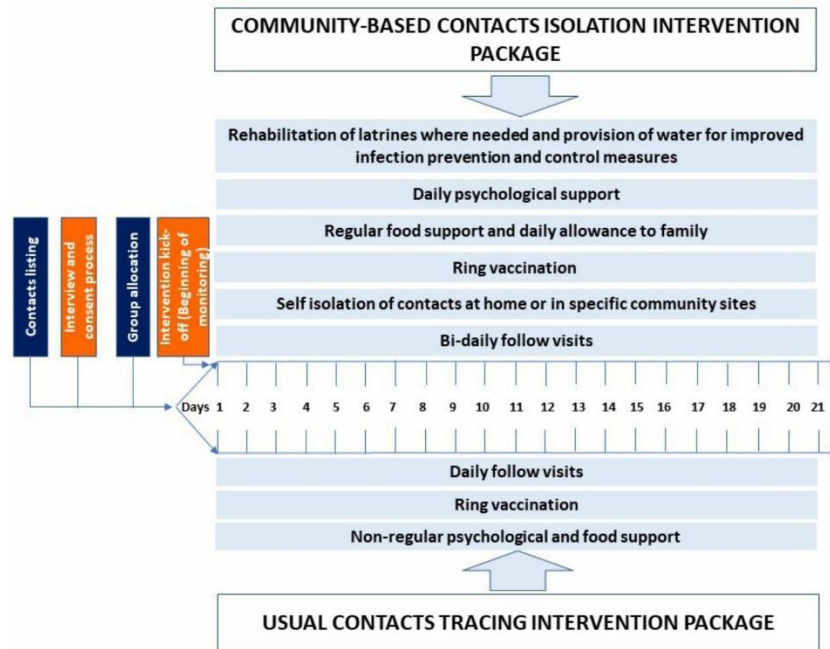 COMMUNITY-BASED CONTACTS ISOLATION INTERVENTION
PACKAGE
Rehabilitation of latrines where needed and provision of water for improved
infection prevention and control measures
Daily psychological support
Regular food support and daily allowance to family
Ring vaccination
Self isolation of contacts at home or in specific community sites
Bi-daily follow visits
Contacts listing
Interview and
consent process
Group allocation
Intervention kick-
off (Beginning of
monitoring)
Days 1 2 3 4 5 6 7 8 9 10 11 12 13 14 15 16 17 18 19 20 21
Daily follow visits
Ring vaccination
Non-regular psychological and food support
USUAL CONTACTS TRACING INTERVENTION PACKAGE